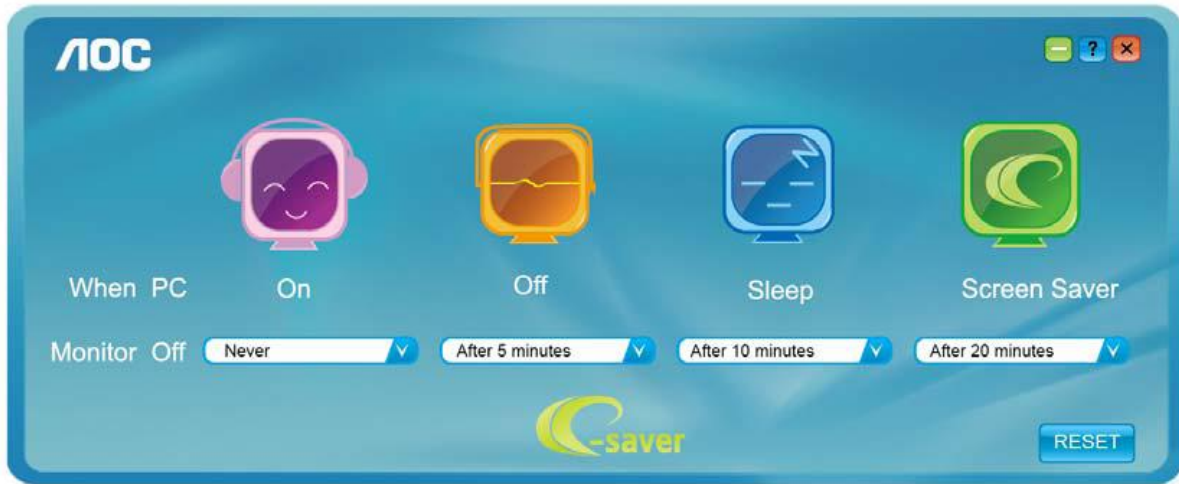 AOC
?
When PC On Off Sleep Screen Saver
Monitor Off Never After 5 minutes After 10 minutes After 20 minutes
e-saver
RESET